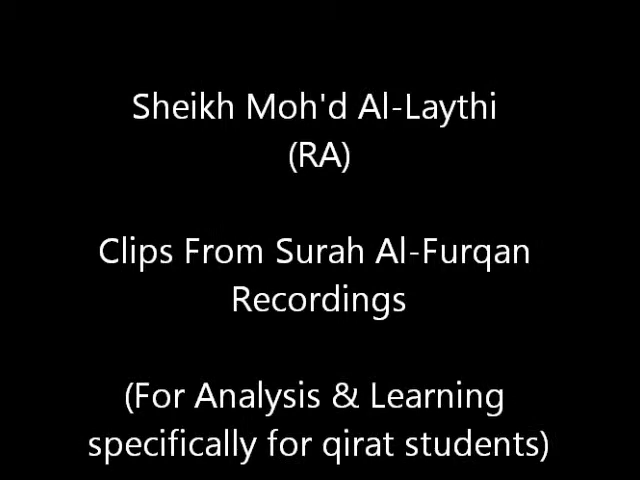 Sheikh Moh'd Al-Laythi
(RA)
Clips From Surah Al-Furqan
Recordings
(For Analysis & Learning
specifically for qirat students)